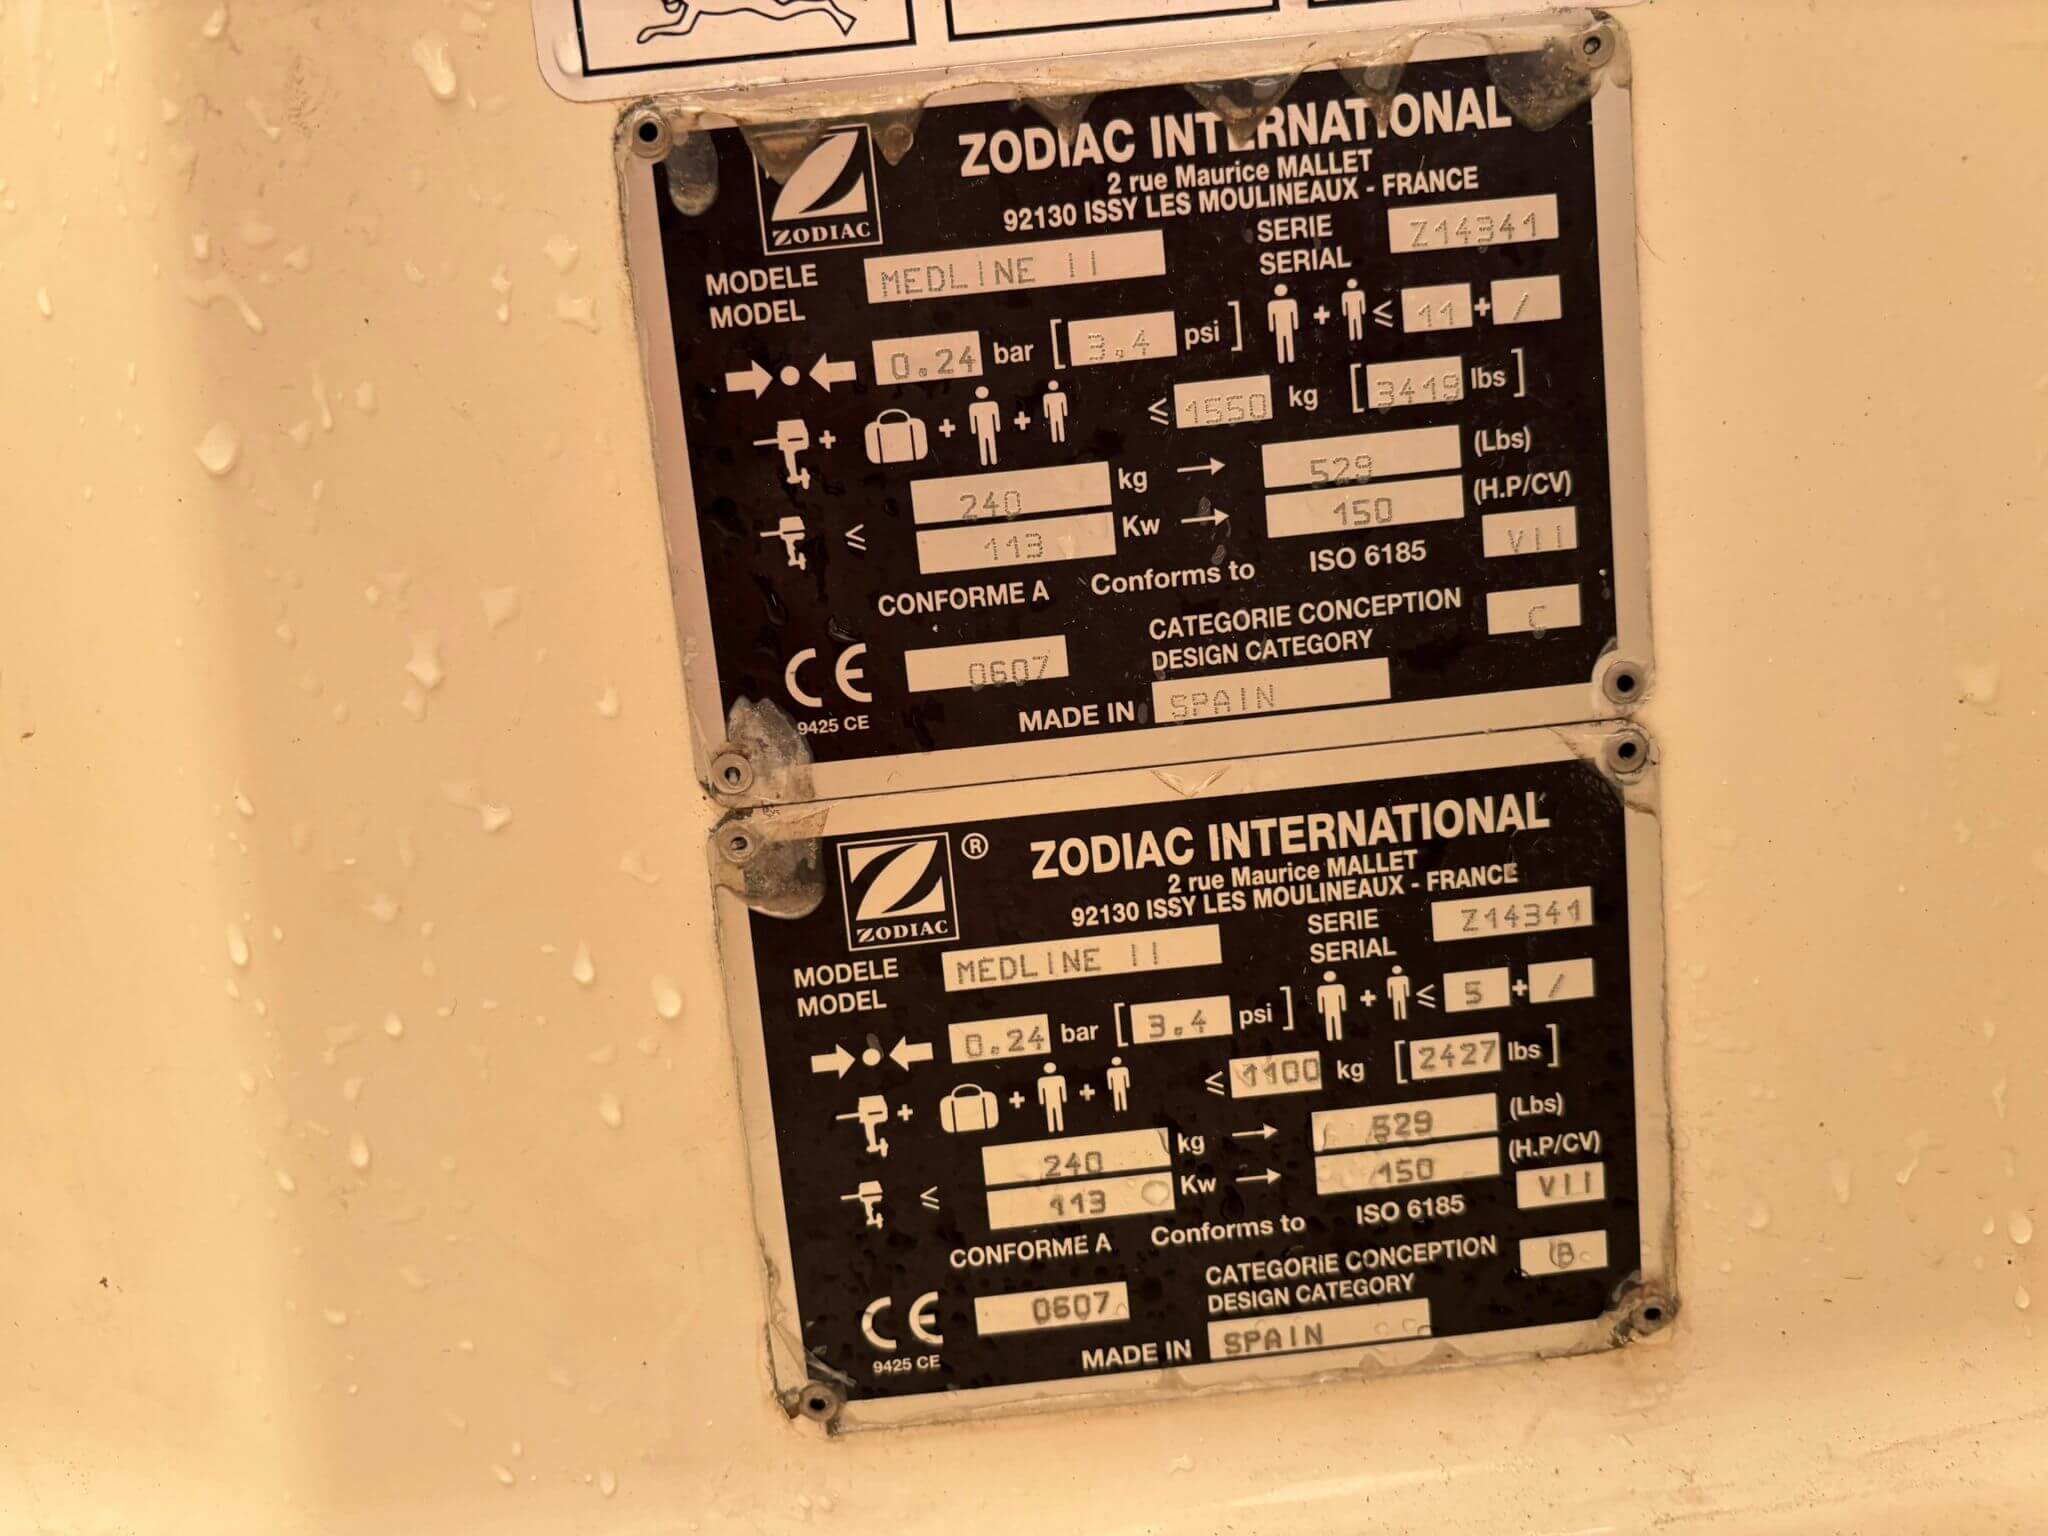 ZODIAC INTERNATIONAL
2 rue Maurice MALLET
92130 ISSY LES MOULINEAUX - FRANCE
ZODIAC
SERIE
SERIAL
Z14341
MODELE
MODEL
MEDLINE II
0.24 bar [3,4 psi]
+ ≤ 11 + /
+ + + ≤ 1550 kg [3419 lbs]
240 kg → 529 (Lbs)
≤ 113 Kw → 150 (H.P/CV)
CONFORME A Conforms to ISO 6185 VII
CATEGORIE CONCEPTION
DESIGN CATEGORY
C
CE 0607
9425 CE
MADE IN SPAIN
ZODIAC INTERNATIONAL
2 rue Maurice MALLET
92130 ISSY LES MOULINEAUX - FRANCE
ZODIAC ®
SERIE
SERIAL
Z14341
MODELE
MODEL
MEDLINE II
0.24 bar [3.4 psi]
+ ≤ 5 + /
+ + + ≤ 1100 kg [2427 lbs]
240 kg → 529 (Lbs)
≤ 113 Kw → 150 (H.P/CV)
CONFORME A Conforms to ISO 6185 VII
CATEGORIE CONCEPTION
DESIGN CATEGORY
B
CE 0607
9425 CE
MADE IN SPAIN